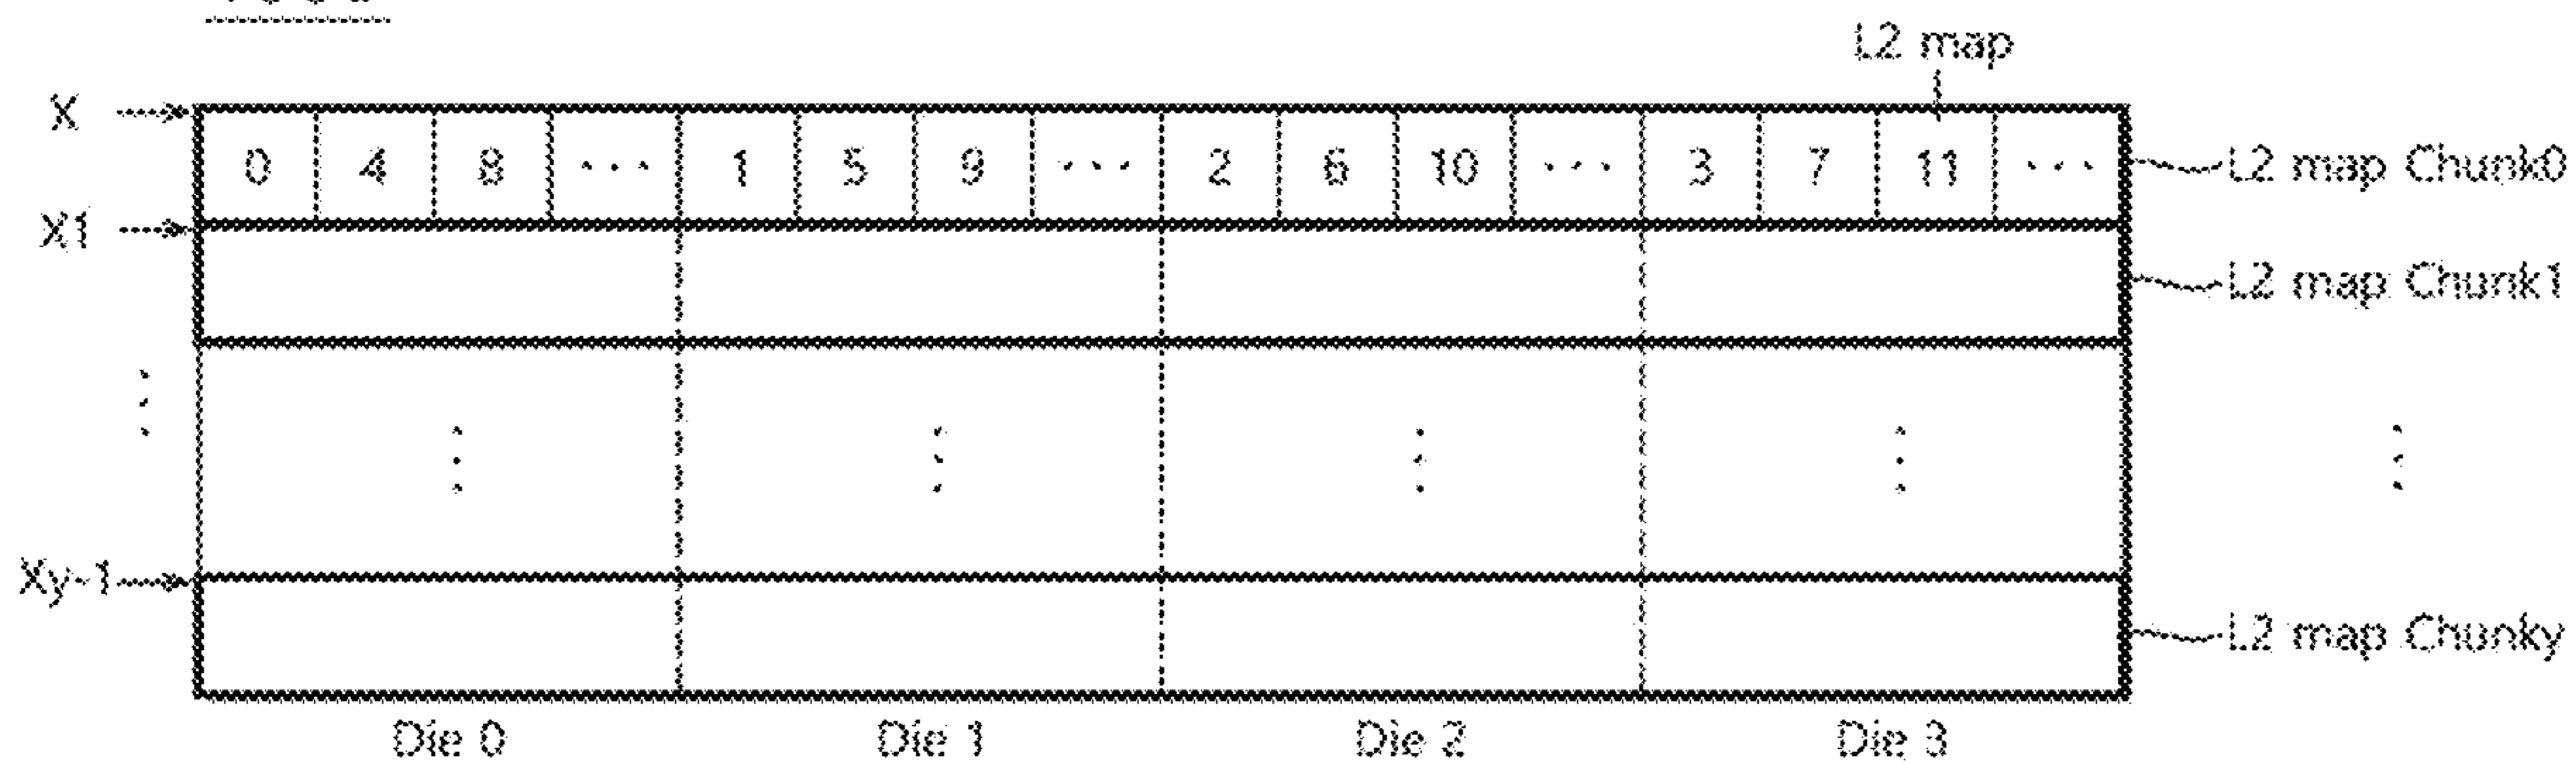 L2 map
X 0 4 8 ... 1 5 9 ... 2 6 10 ... 3 7 11 ... L2 map Chunk0
X1 L2 map Chunk1
Xy-1 L2 map Chunky
Die 0 Die 1 Die 2 Die 3